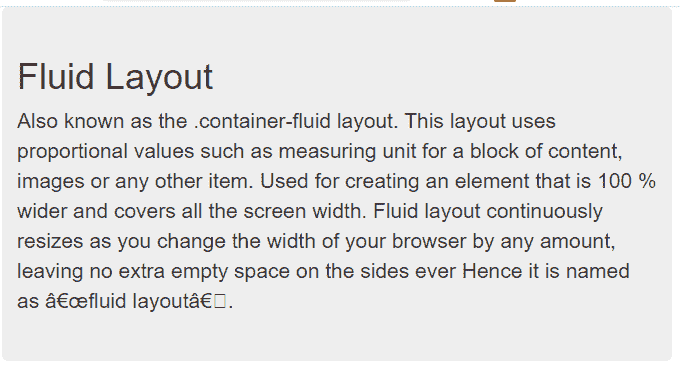 Fluid Layout
Also known as the .container-fluid layout. This layout uses
proportional values such as measuring unit for a block of content,
images or any other item. Used for creating an element that is 100 %
wider and covers all the screen width. Fluid layout continuously
resizes as you change the width of your browser by any amount,
leaving no extra empty space on the sides ever Hence it is named
as “fluid layoutâ€□.